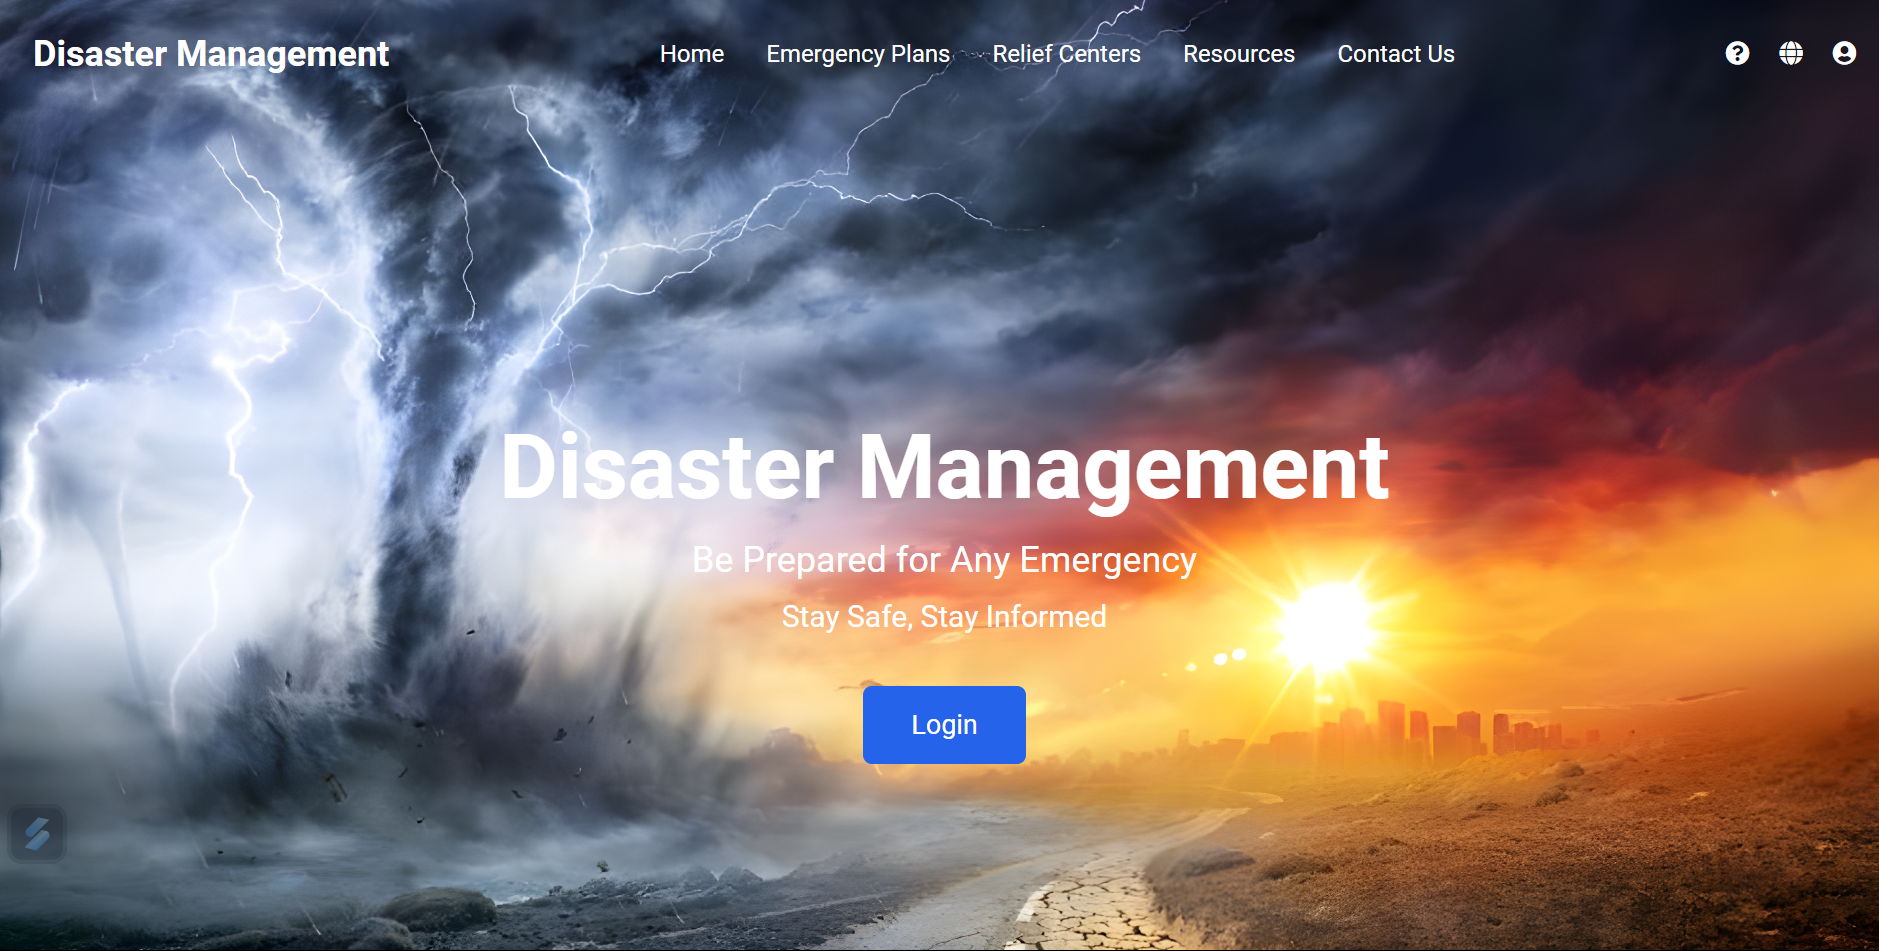 Disaster Management
Home Emergency Plans Relief Centers Resources Contact Us
Disaster Management
Be Prepared for Any Emergency
Stay Safe, Stay Informed
Login